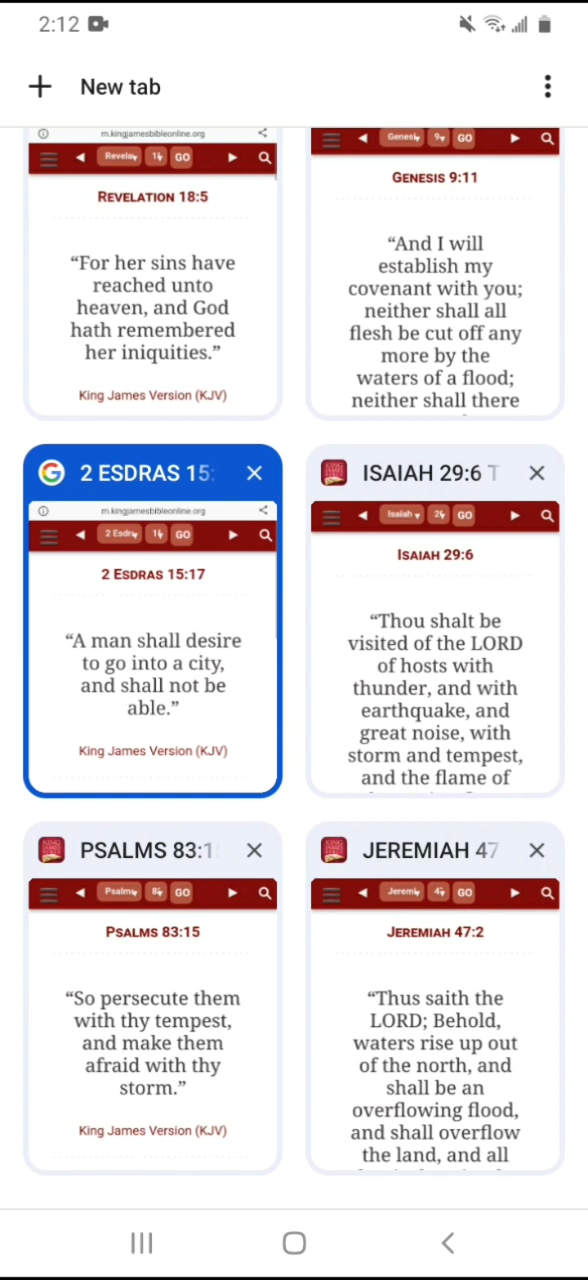 2:12
New tab
m.kingjamesbibleonline.org
GO
REVELATION 18:5
“For her sins have
reached unto
heaven, and God
hath remembered
her iniquities.”
King James Version (KJV)
GO
GENESIS 9:11
“And I will
establish my
covenant with you;
neither shall all
flesh be cut off any
more by the
waters of a flood;
neither shall there
2 ESDRAS 15:
m.kingjamesbibleonline.org
GO
2 ESDRAS 15:17
“A man shall desire
to go into a city,
and shall not be
able.”
King James Version (KJV)
ISAIAH 29:6 T
Isaiah
GO
ISAIAH 29:6
“Thou shalt be
visited of the LORD
of hosts with
thunder, and with
earthquake, and
great noise, with
storm and tempest,
and the flame of
PSALMS 83:1
GO
PSALMS 83:15
“So persecute them
with thy tempest,
and make them
afraid with thy
storm.”
King James Version (KJV)
JEREMIAH 47
GO
JEREMIAH 47:2
“Thus saith the
LORD; Behold,
waters rise up out
of the north, and
shall be an
overflowing flood,
and shall overflow
the land, and all